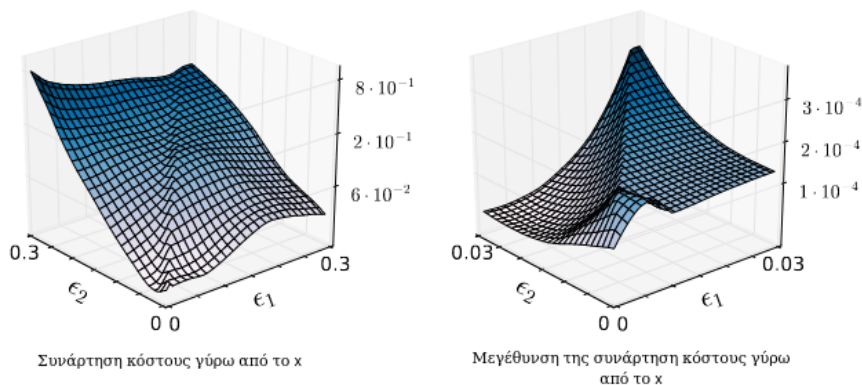 8 · 10⁻¹
2 · 10⁻¹
6 · 10⁻²
0.3
ϵ₂
0 0
ϵ₁
0.3
Συνάρτηση κόστους γύρω από το x
3 · 10⁻⁴
2 · 10⁻⁴
1 · 10⁻⁴
0.03
ϵ₂
0 0
ϵ₁
0.03
Μεγέθυνση της συνάρτηση κόστους γύρω
από το x